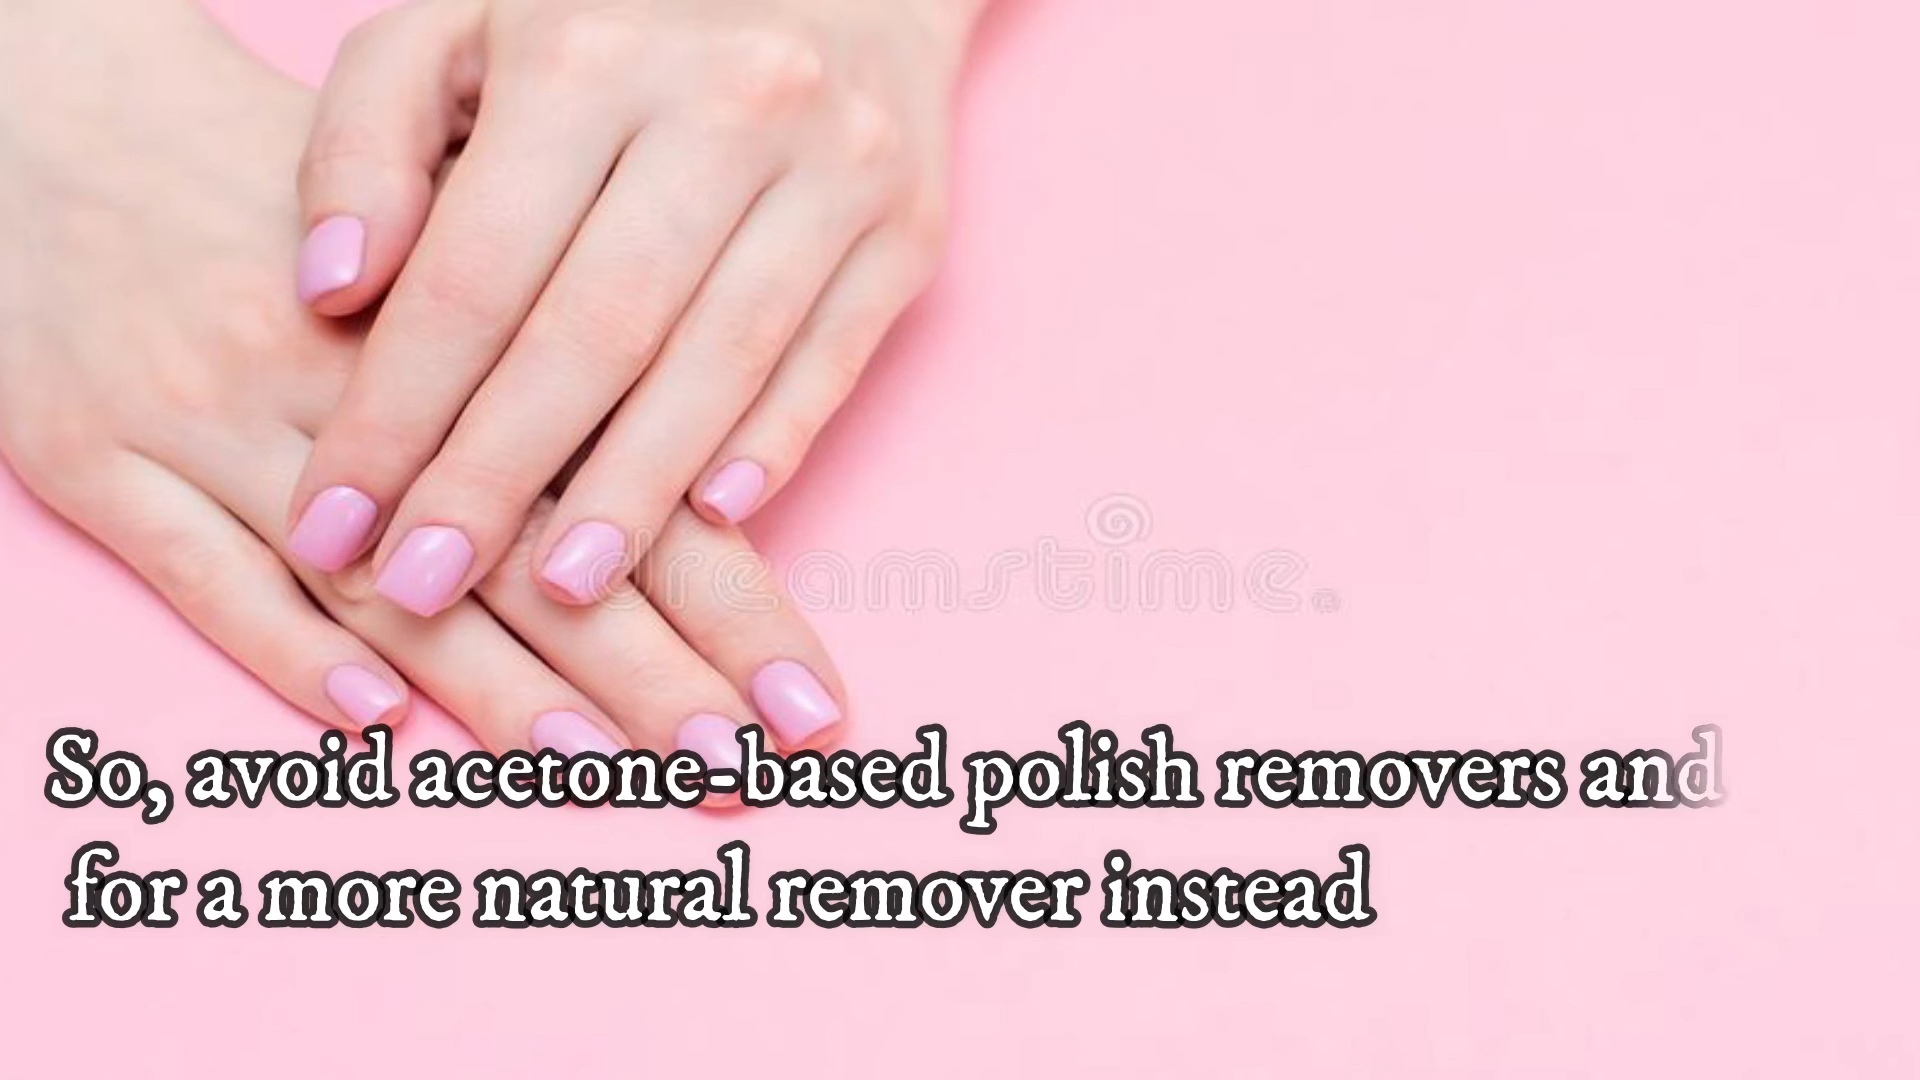 dreamstime.
So, avoid acetone-based polish removers and
for a more natural remover instead